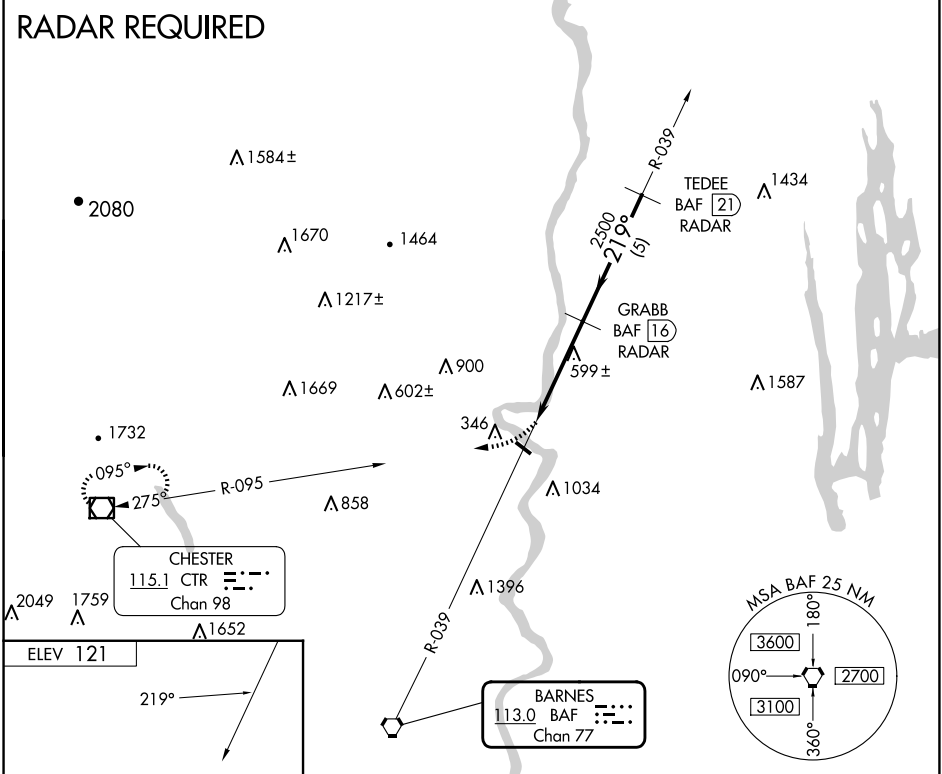 RADAR REQUIRED
1584±
2080
1670
1464
1217±
R-039
TEDEE
BAF 21
RADAR
1434
2500
219°
(5)
GRABB
BAF 16
RADAR
599±
1587
900
1669
602±
346
1732
095°
275°
R-095
858
1034
CHESTER
115.1 CTR
Chan 98
2049
1759
1652
1396
R-039
BARNES
113.0 BAF
Chan 77
MSA BAF 25 NM
180°
3600
090°
2700
3100
360°
ELEV 121
219°